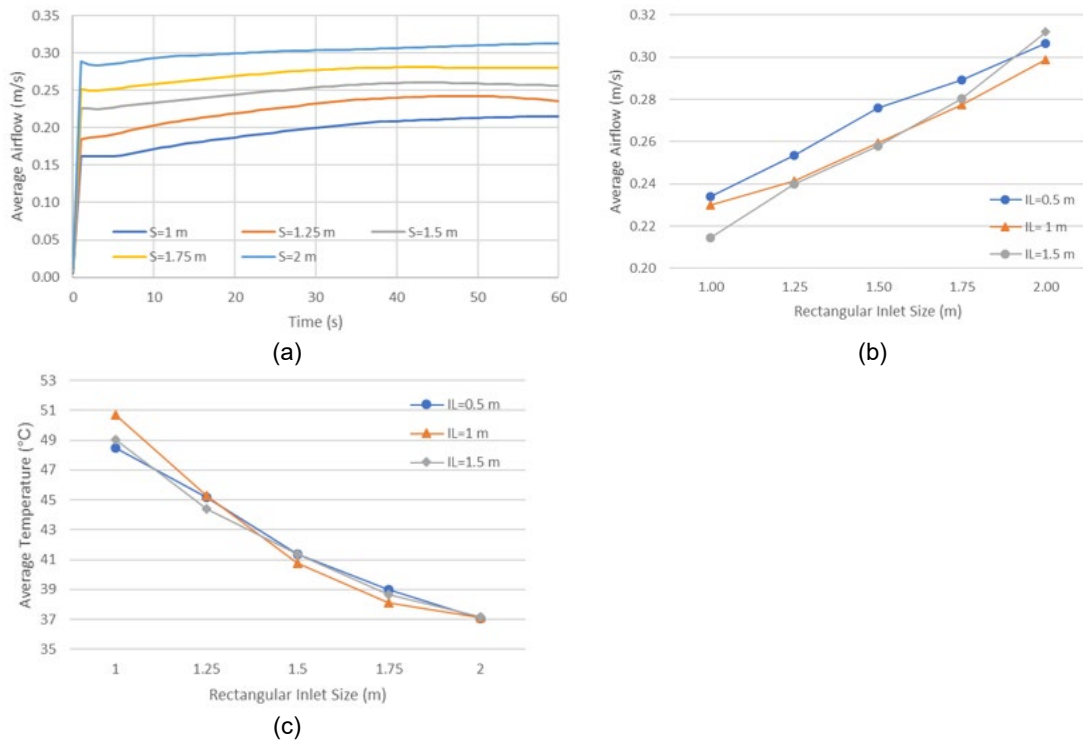 0.35
0.30
0.25
0.20
0.15
0.10
0.05
0.00
Average Airflow (m/s)
S=1 m S=1.25 m S=1.5 m
S=1.75 m S=2 m
0 10 20 30 40 50 60
Time (s)
(a)
0.32
0.30
0.28
0.26
0.24
0.22
0.20
Average Airflow (m/s)
IL=0.5 m
IL= 1 m
IL=1.5 m
1.00 1.25 1.50 1.75 2.00
Rectangular Inlet Size (m)
(b)
53
51
49
47
45
43
41
39
37
35
Average Temperature (°C)
IL=0.5 m
IL=1 m
IL=1.5 m
1 1.25 1.5 1.75 2
Rectangular Inlet Size (m)
(c)